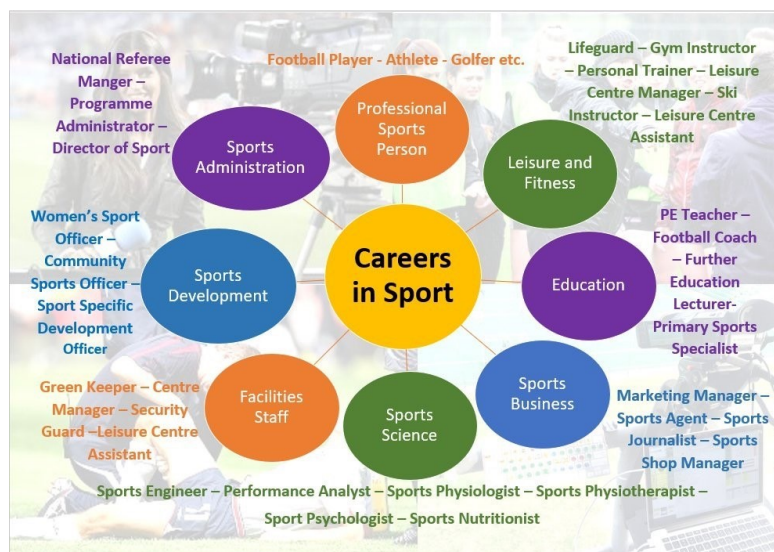 Football Player - Athlete - Golfer etc.
Professional
Sports
Person
Lifeguard – Gym Instructor
– Personal Trainer – Leisure
Centre Manager – Ski
Instructor – Leisure Centre
Assistant
Leisure and
Fitness
PE Teacher –
Football Coach
– Further
Education
Lecturer-
Primary Sports
Specialist
Education
Marketing Manager –
Sports Agent – Sports
Journalist – Sports
Shop Manager
Sports
Business
Sports
Science
Sports Engineer – Performance Analyst – Sports Physiologist – Sports Physiotherapist –
Sport Psychologist – Sports Nutritionist
Facilities
Staff
Green Keeper – Centre
Manager – Security
Guard –Leisure Centre
Assistant
Sports
Development
Women's Sport
Officer –
Community
Sports Officer –
Sport Specific
Development
Officer
Sports
Administration
National Referee
Manger –
Programme
Administrator –
Director of Sport
Careers
in Sport